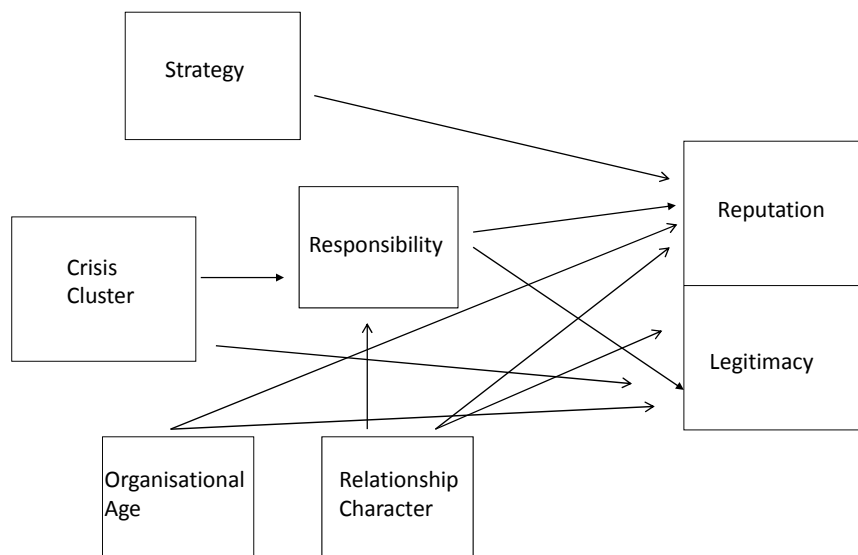 Strategy
Reputation
Responsibility
Crisis
Cluster
Legitimacy
Organisational
Age
Relationship
Character